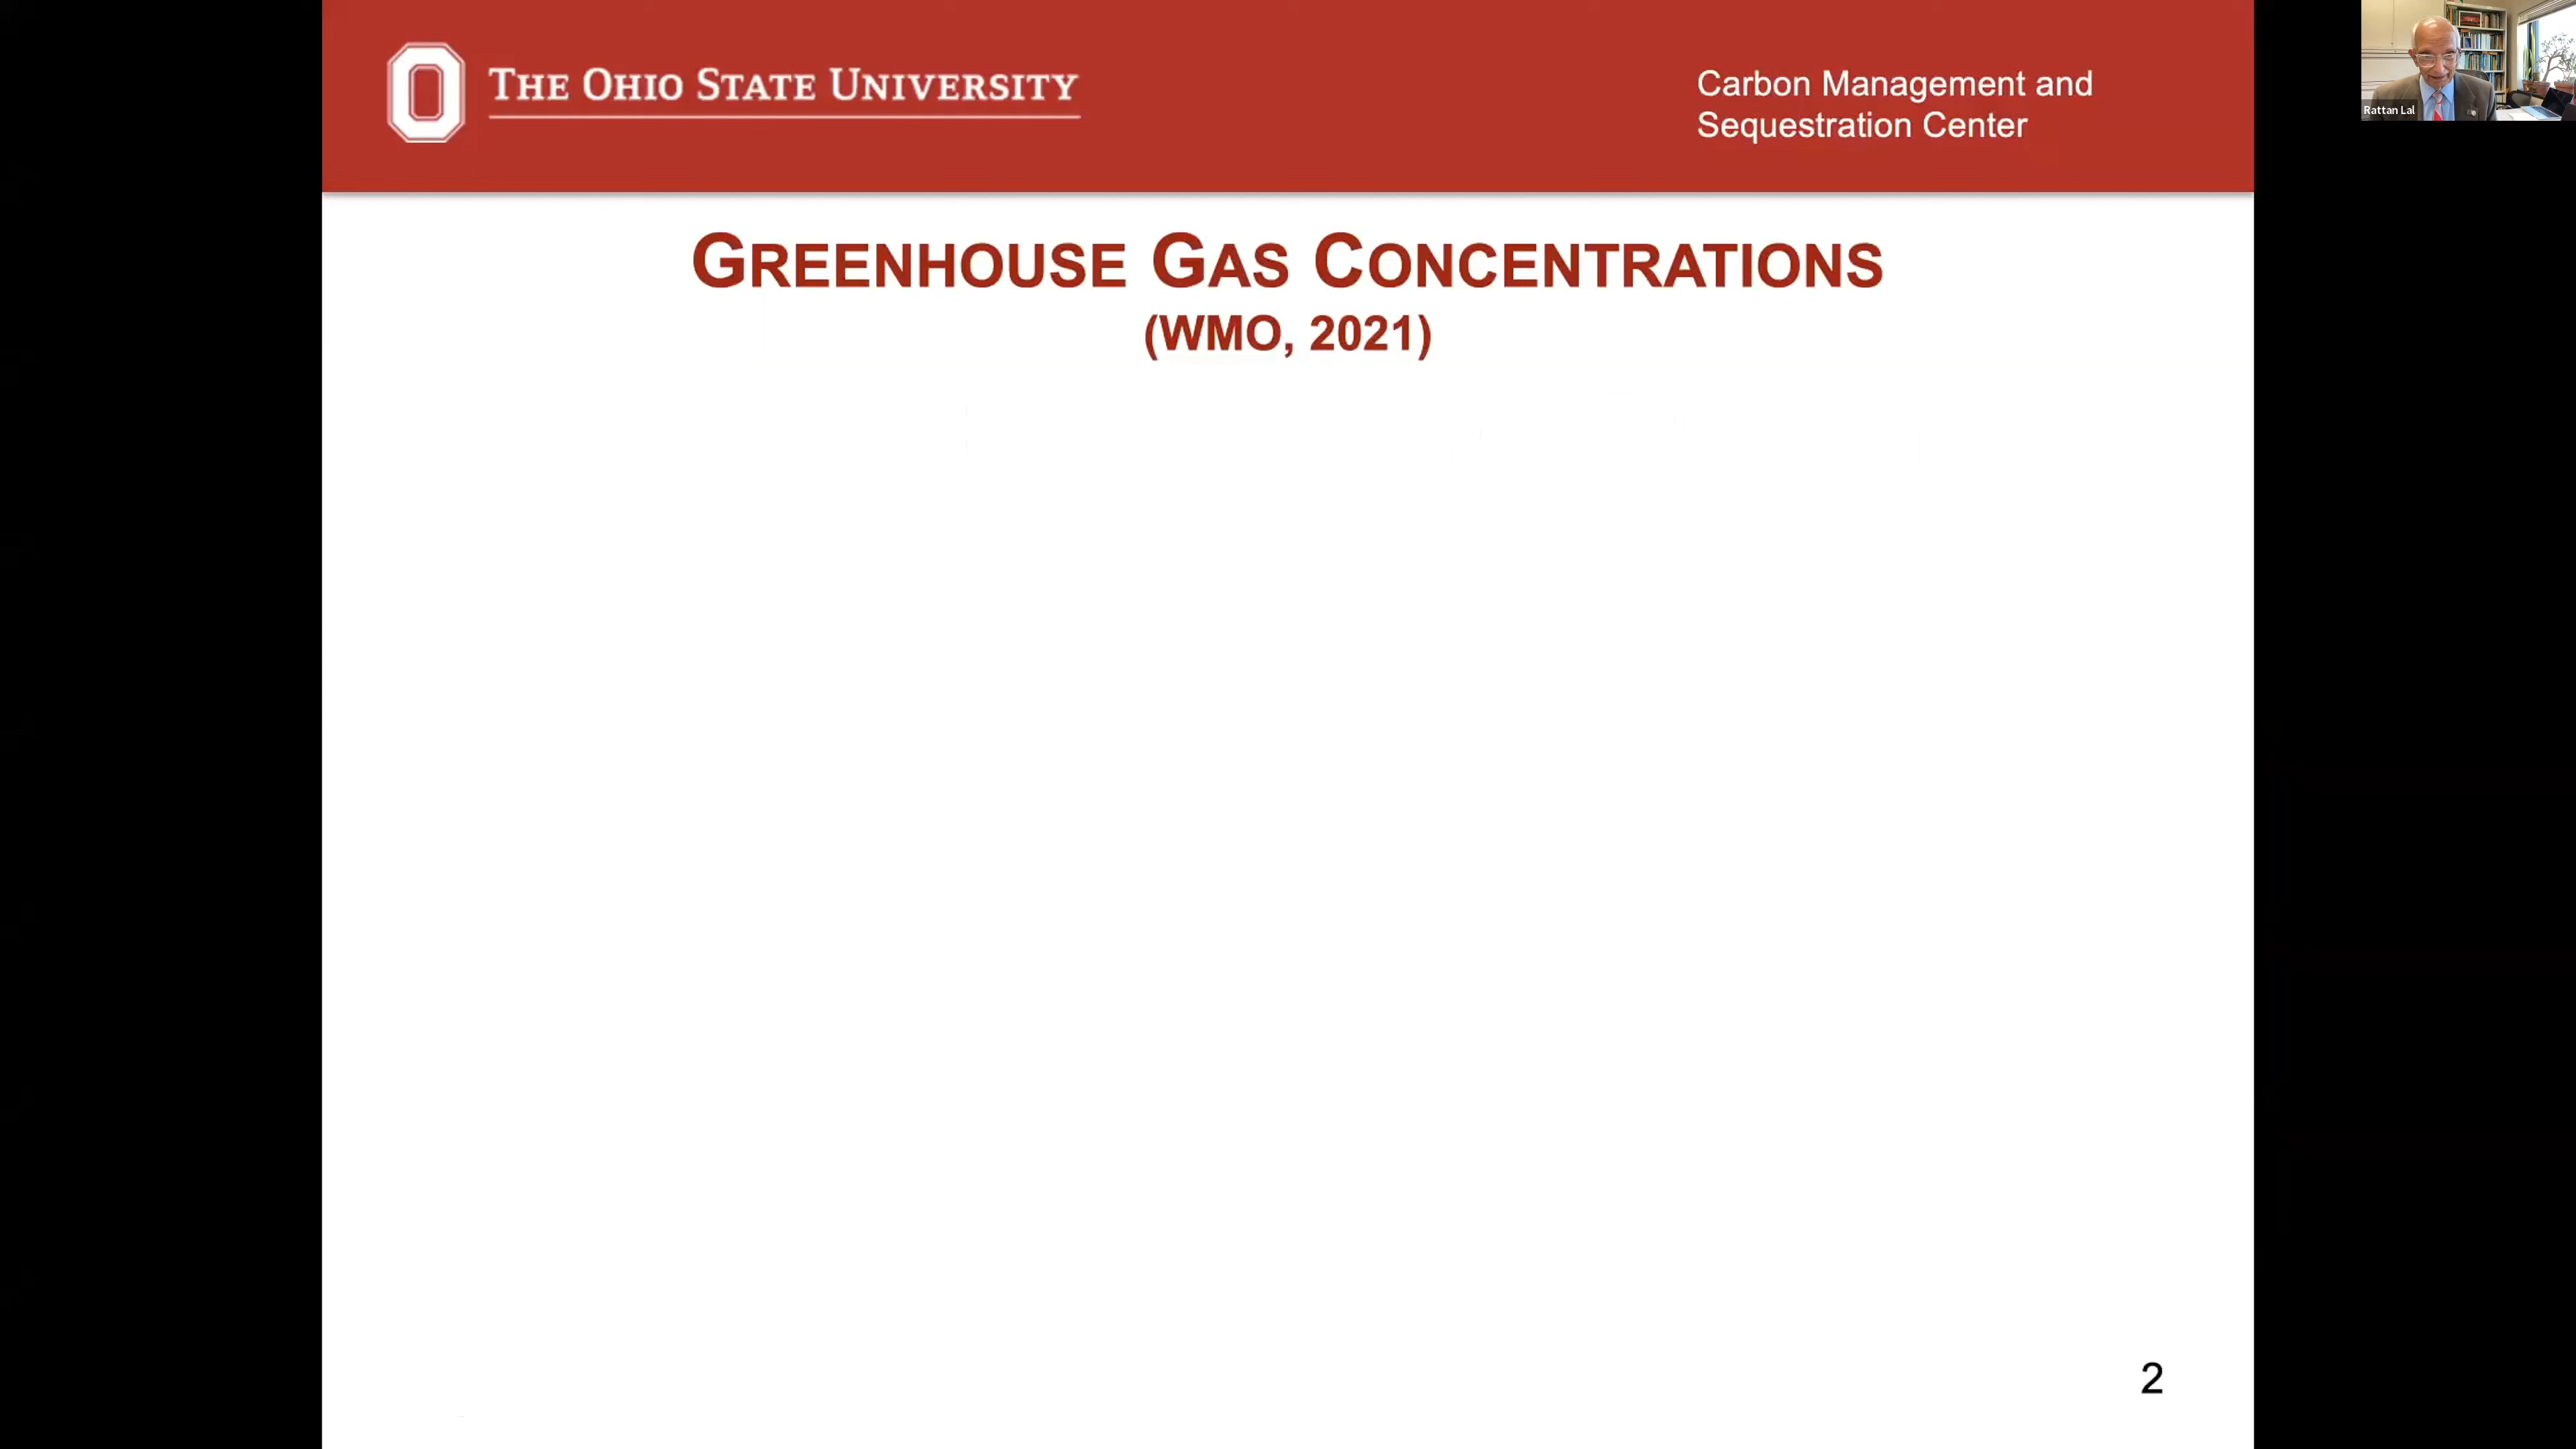 THE OHIO STATE UNIVERSITY
Carbon Management and
Sequestration Center
Rattan Lal
GREENHOUSE GAS CONCENTRATIONS
(WMO, 2021)
2